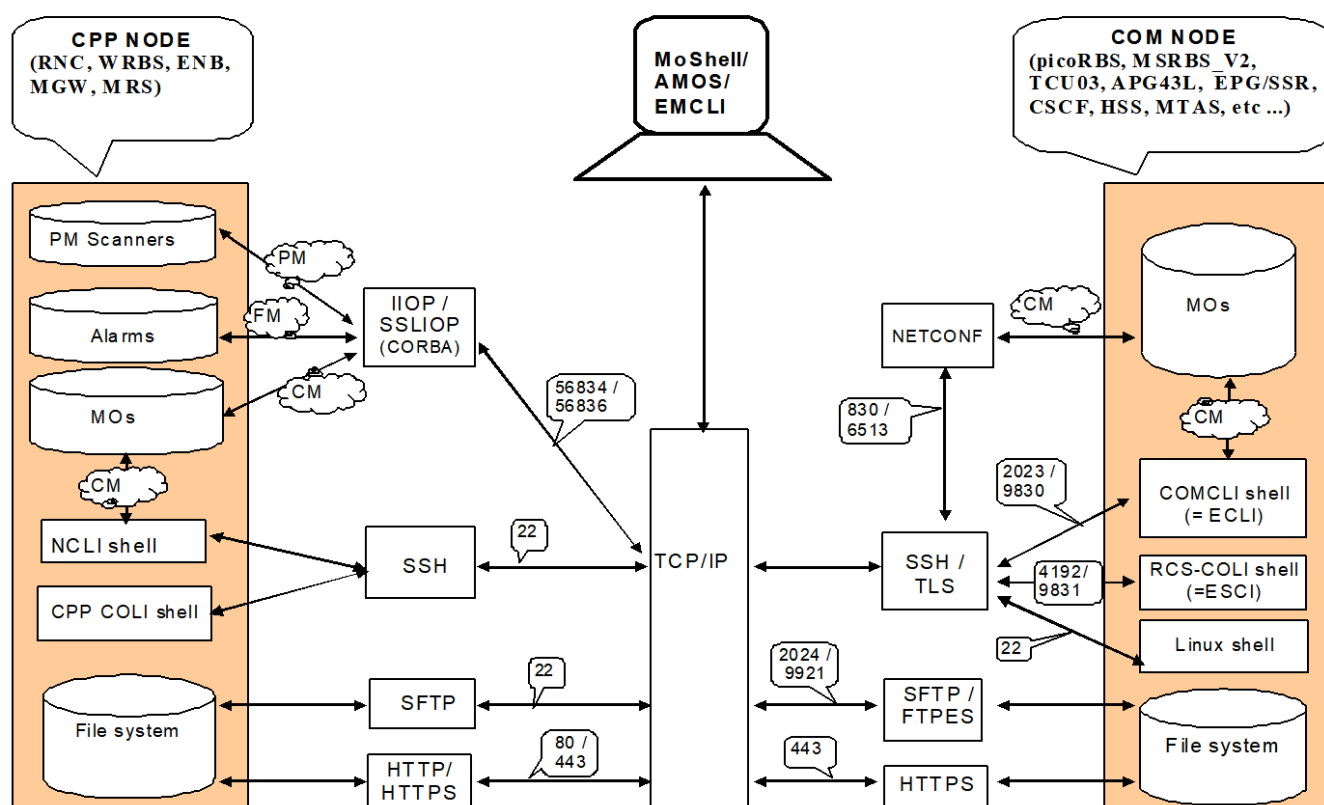 CPP NODE
(RNC, WRBS, ENB,
MGW, MRS)
MoShell/
AMOS/
EMCLI
COM NODE
(picoRBS, MSRBS_V2,
TCU03, APG43L, EPG/SSR,
CSCF, HSS, MTAS, etc ...)
PM Scanners
PM
Alarms
FM
MOs
CM
CM
NCLI shell
CPP COLI shell
File system
IIOP /
SSLIOP
(CORBA)
56834 /
56836
SSH
22
SFTP
22
HTTP/
HTTPS
80 /
443
TCP/IP
NETCONF
830 /
6513
SSH /
TLS
2023 /
9830
4192/
9831
22
2024 /
9921
SFTP /
FTPES
443
HTTPS
CM
MOs
CM
COMCLI shell
(= ECLI)
RCS-COLI shell
(=ESCI)
Linux shell
File system